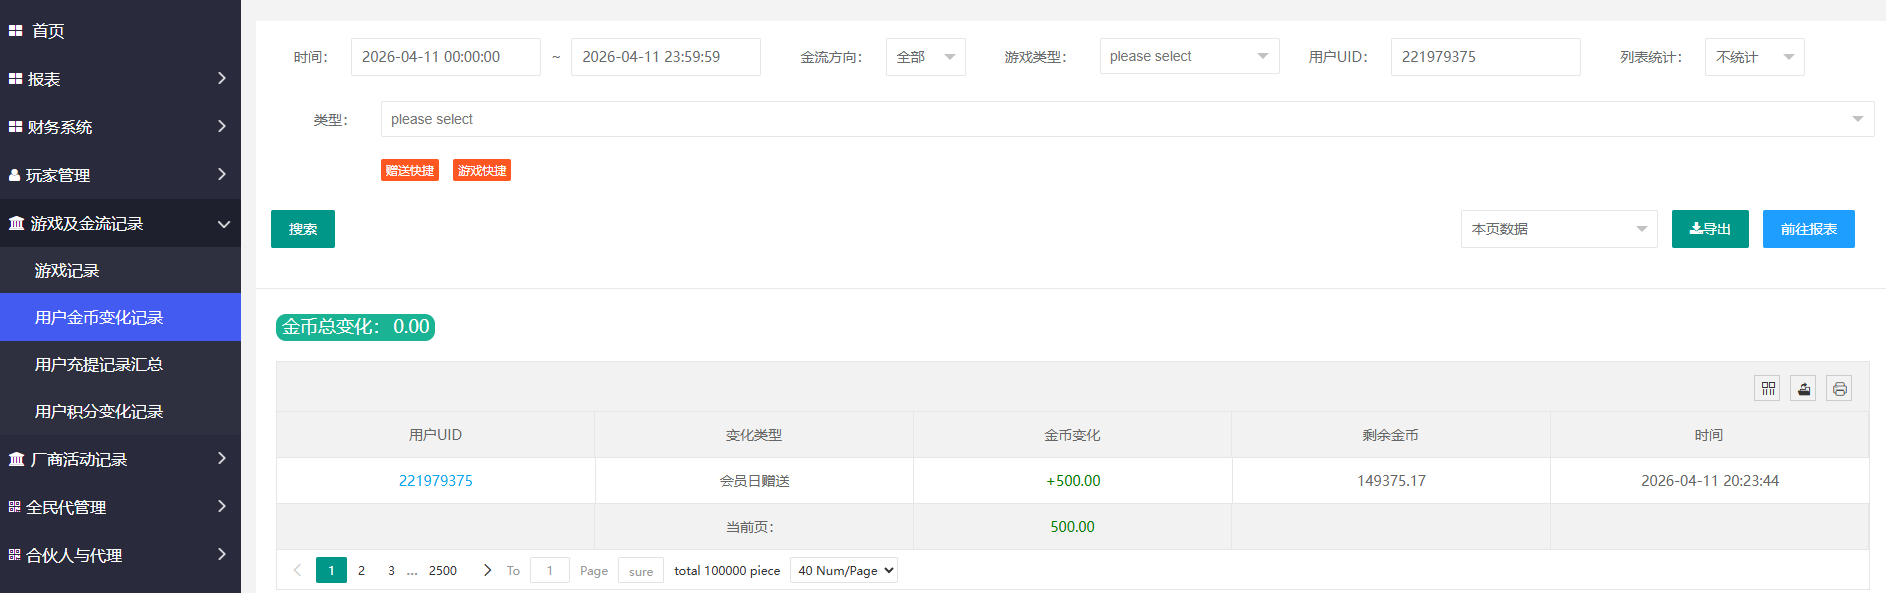 首页
报表
财务系统
玩家管理
游戏及金流记录
游戏记录
用户金币变化记录
用户充提记录汇总
用户积分变化记录
厂商活动记录
全民代管理
合伙人与代理
时间： 2026-04-11 00:00:00 ~ 2026-04-11 23:59:59 金流方向： 全部 游戏类型： please select 用户UID： 221979375 列表统计： 不统计
类型： please select
赠送快捷 游戏快捷
搜索 本页数据 导出 前往报表
金币总变化： 0.00
用户UID 变化类型 金币变化 剩余金币 时间
221979375 会员日赠送 +500.00 149375.17 2026-04-11 20:23:44
当前页： 500.00
1 2 3 ... 2500 To 1 Page sure total 100000 piece 40 Num/Page